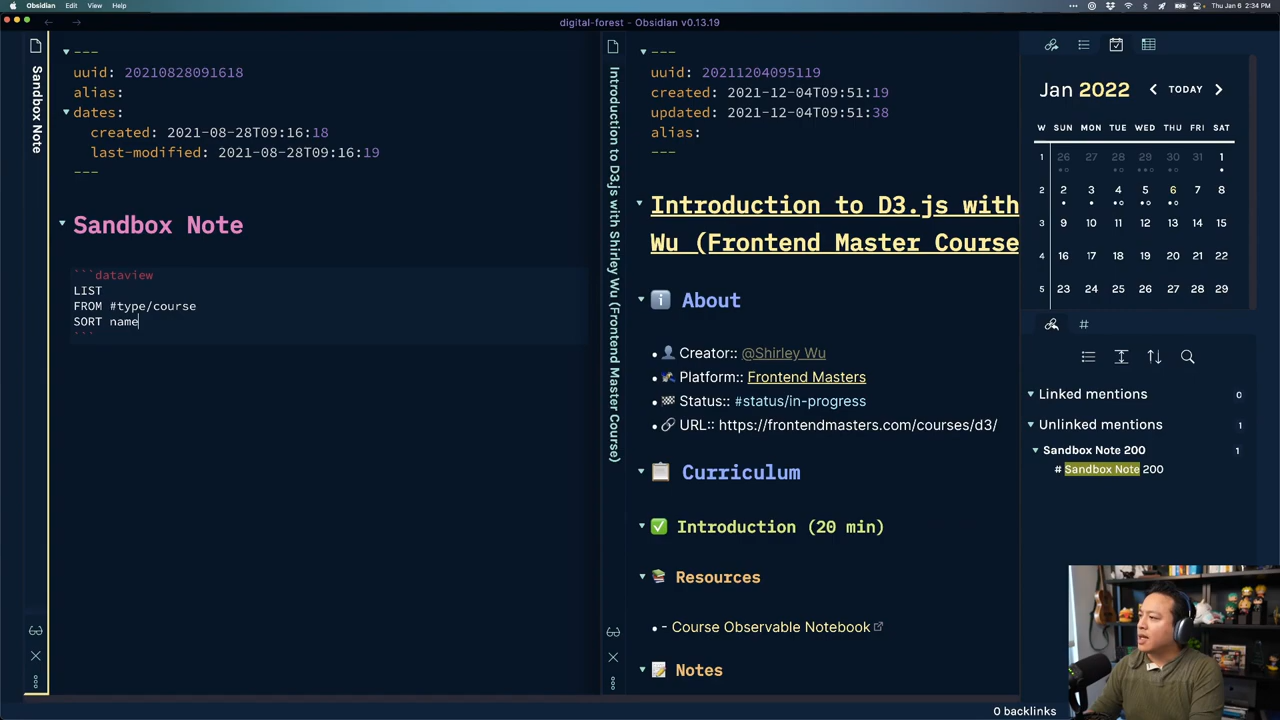 Obsidian Edit View Help
Thu Jan 6 2:34 PM
digital-forest - Obsidian v0.13.19
Sandbox Note
---
uuid: 20210828091618
alias:
dates:
created: 2021-08-28T09:16:18
last-modified: 2021-08-28T09:16:19
---
Sandbox Note
```dataview
LIST
FROM #type/course
SORT name
```
Introduction to D3.js with Shirley Wu (Frontend Master Course)
---
uuid: 20211204095119
created: 2021-12-04T09:51:19
updated: 2021-12-04T09:51:38
alias:
---
Introduction to D3.js with
Wu (Frontend Master Course
ℹ️ About
• 👤 Creator:: @Shirley Wu
• 🛰 Platform:: Frontend Masters
• 🏁 Status:: #status/in-progress
• 🔗 URL:: https://frontendmasters.com/courses/d3/
📋 Curriculum
✅ Introduction (20 min)
📚 Resources
• - Course Observable Notebook
📝 Notes
Jan 2022 TODAY
W SUN MON TUE WED THU FRI SAT
1 26 27 28 29 30 31 1
2 2 3 4 5 6 7 8
3 9 10 11 12 13 14 15
4 16 17 18 19 20 21 22
5 23 24 25 26 27 28 29
#
Linked mentions 0
Unlinked mentions 1
Sandbox Note 200 1
# Sandbox Note 200
0 backlinks